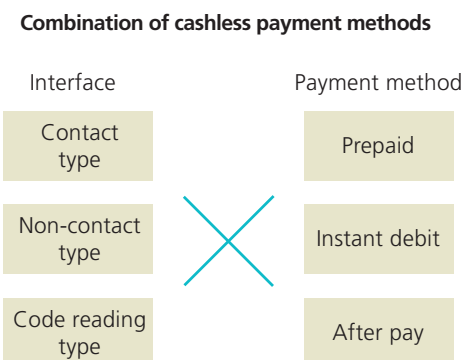 Combination of cashless payment methods
Interface
Payment method
Contact
type
Prepaid
Non-contact
type
Instant debit
Code reading
type
After pay